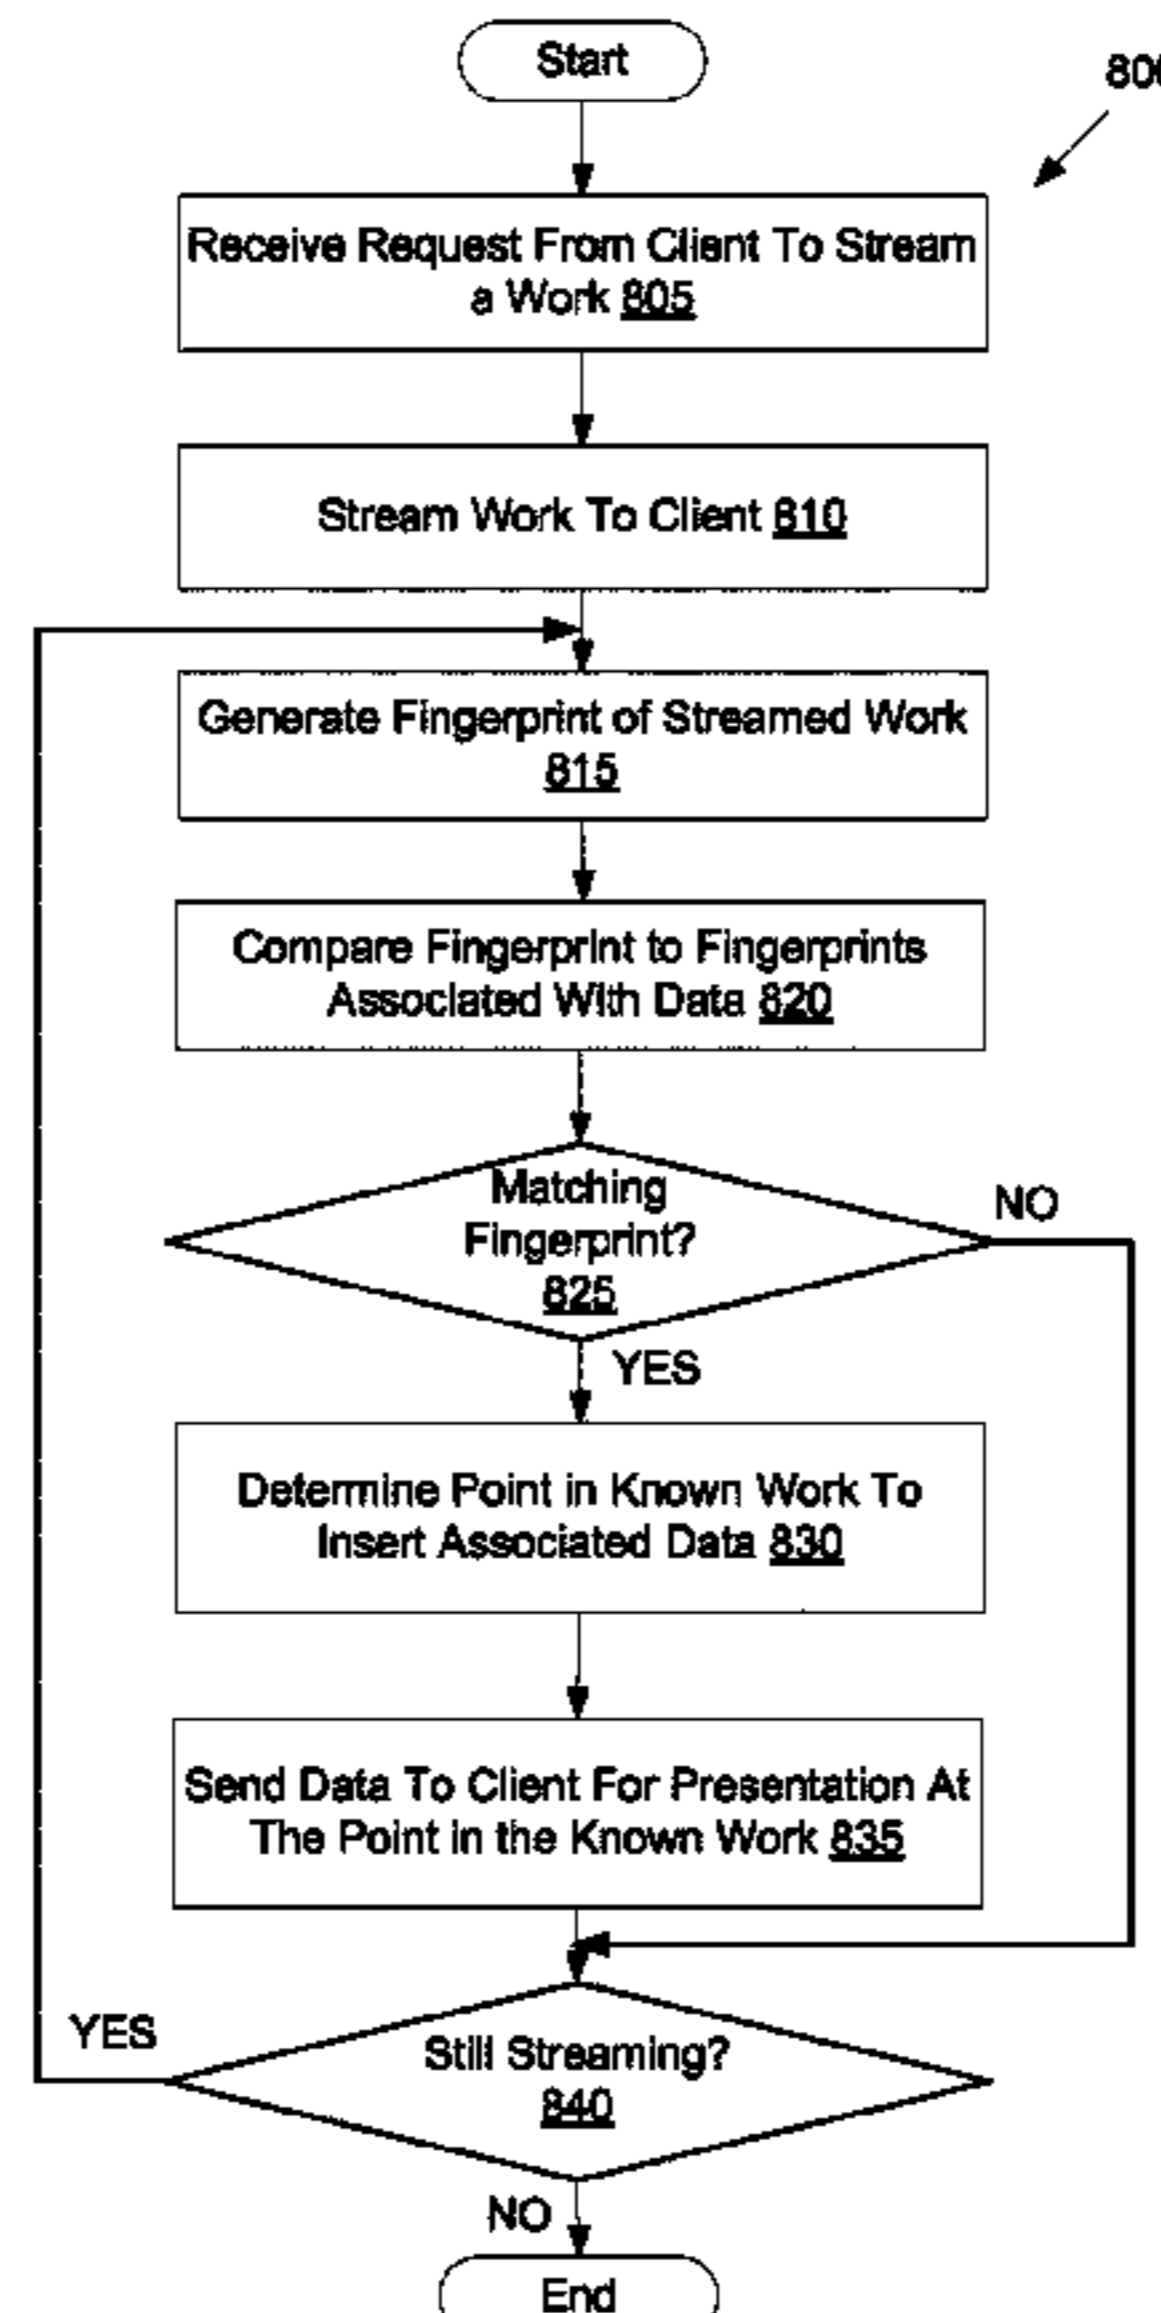 Start
800
Receive Request From Client To Stream
a Work 805
Stream Work To Client 810
Generate Fingerprint of Streamed Work
815
Compare Fingerprint to Fingerprints
Associated With Data 820
Matching
Fingerprint?
825
NO
YES
Determine Point in Known Work To
Insert Associated Data 830
Send Data To Client For Presentation At
The Point in the Known Work 835
YES
Still Streaming?
840
NO
End